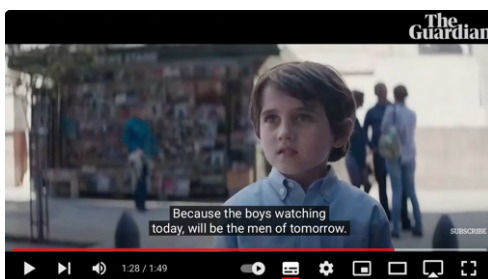 The
Guardian
Because the boys watching
today, will be the men of tomorrow.
SUBSCRIBE
1:28 / 1:49